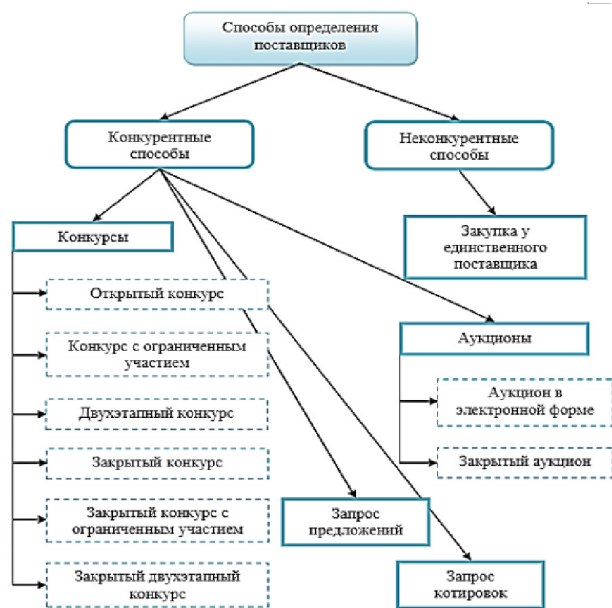 Способы определения
поставщиков
Конкурентные
способы
Неконкурентные
способы
Конкурсы
Закупка у
единственного
поставщика
Открытый конкурс
Конкурс с ограниченным
участием
Двухэтапный конкурс
Закрытый конкурс
Закрытый конкурс с
ограниченным участием
Закрытый двухэтапный
конкурс
Запрос
предложений
Запрос
котировок
Аукционы
Аукцион в
электронной форме
Закрытый аукцион